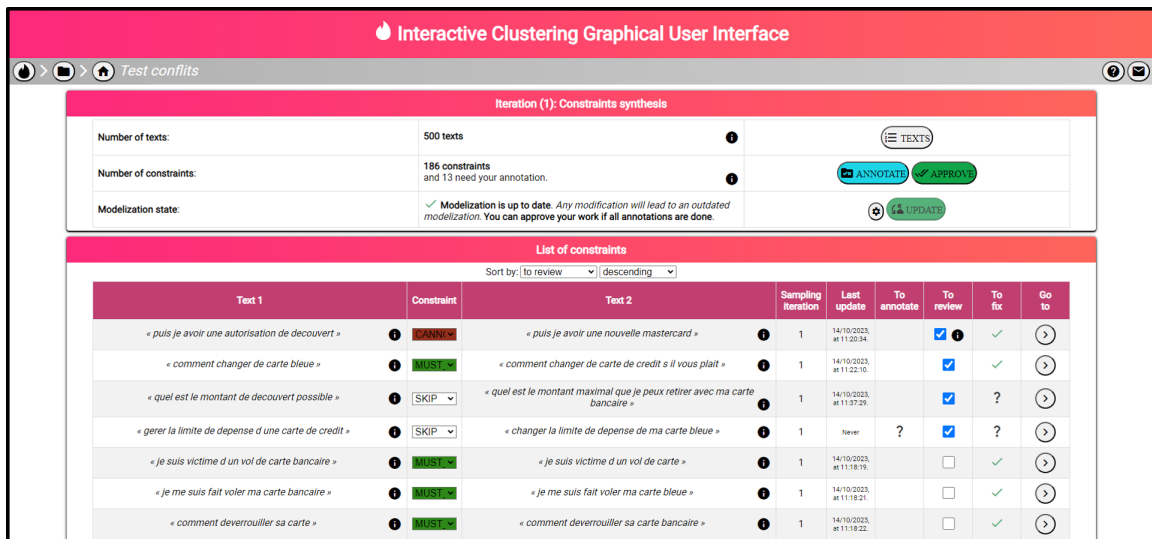 Interactive Clustering Graphical User Interface
Test conflits
Iteration (1): Constraints synthesis
Number of texts:
500 texts
TEXTS
Number of constraints:
186 constraints
and 13 need your annotation.
ANNOTATE
APPROVE
Modelization state:
Modelization is up to date. Any modification will lead to an outdated
modelization. You can approve your work if all annotations are done.
UPDATE
List of constraints
Sort by: to review descending
Text 1 Constraint Text 2 Sampling iteration Last update To annotate To review To fix Go to
« puis je avoir une autorisation de decouvert » CANN « puis je avoir une nouvelle mastercard » 1 14/10/2023, at 11:20:34.
« comment changer de carte bleue » MUST_ « comment changer de carte de credit s il vous plait » 1 14/10/2023, at 11:22:10.
« quel est le montant de decouvert possible » SKIP « quel est le montant maximal que je peux retirer avec ma carte bancaire » 1 14/10/2023, at 11:37:29. ?
« gerer la limite de depense d une carte de credit » SKIP « changer la limite de depense de ma carte bleue » 1 Never ? ?
« je suis victime d un vol de carte bancaire » MUST_ « je suis victime d un vol de carte » 1 14/10/2023, at 11:18:19.
« je me suis fait voler ma carte bancaire » MUST_ « je me suis fait voler ma carte bleue » 1 14/10/2023, at 11:18:21.
« comment deverrouiller sa carte » MUST_ « comment deverrouiller sa carte bancaire » 1 14/10/2023, at 11:18:22.